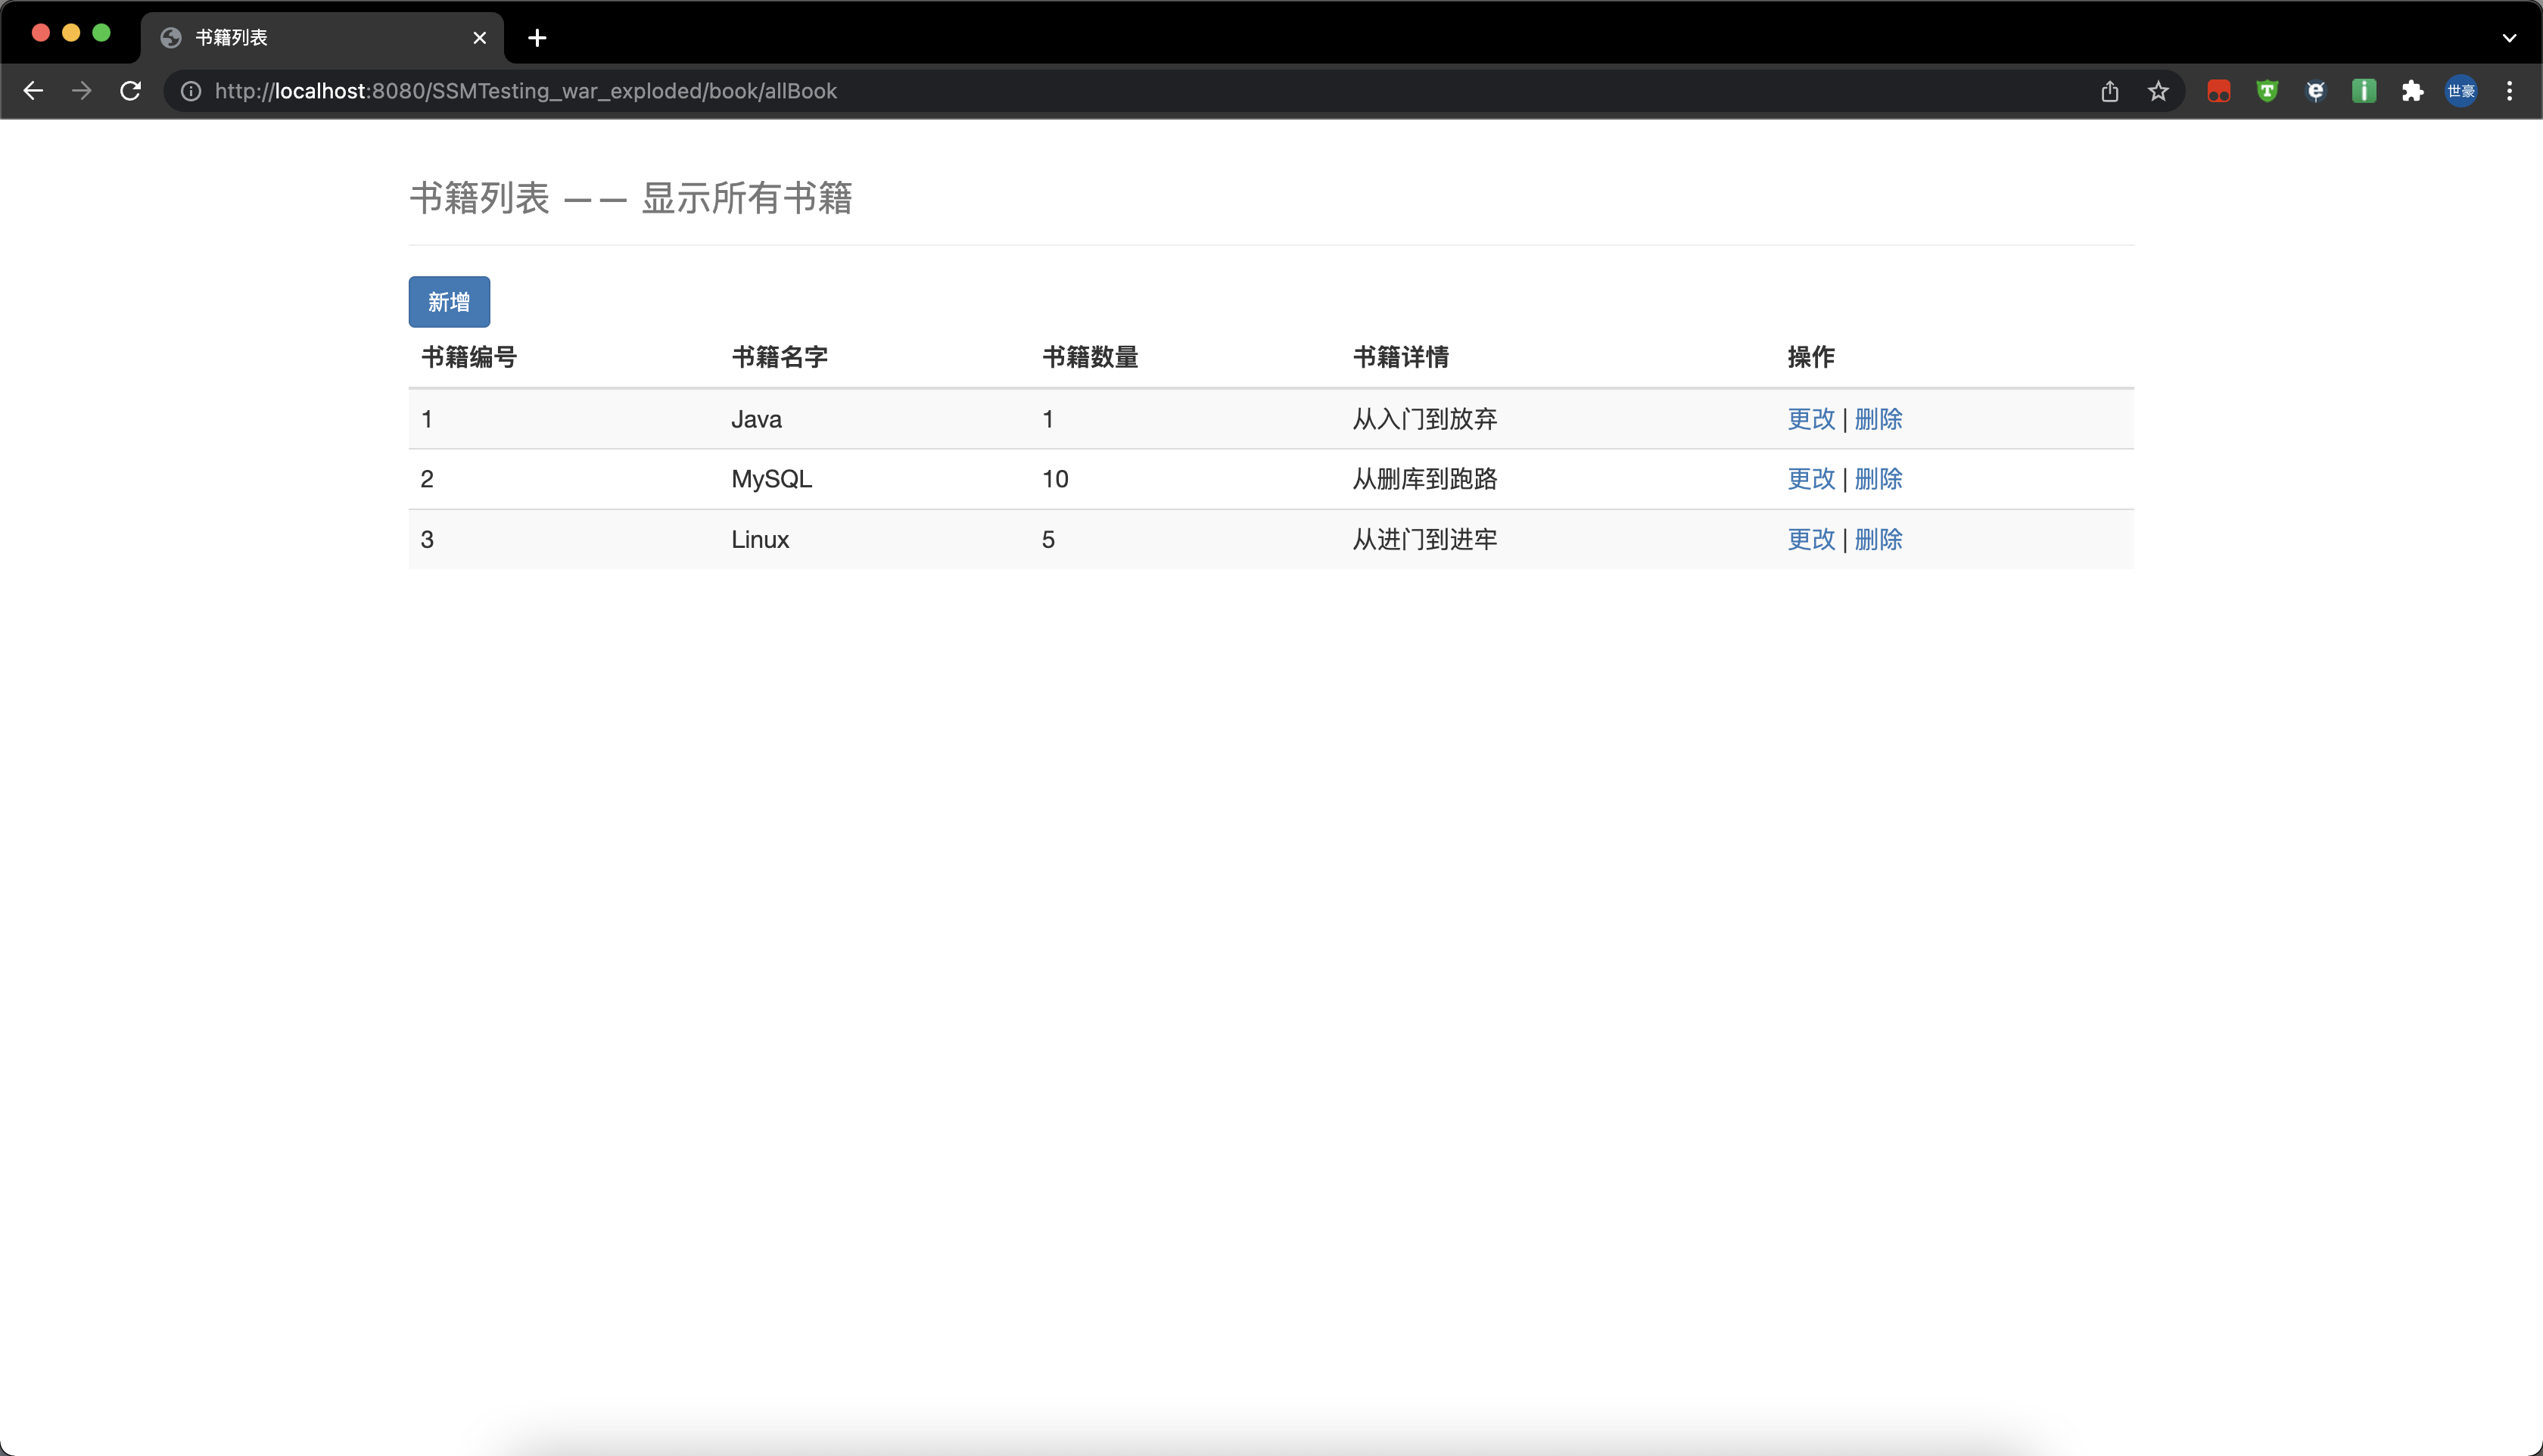 书籍列表
http://localhost:8080/SSMTesting_war_exploded/book/allBook
世豪
书籍列表 —— 显示所有书籍
新增
书籍编号 书籍名字 书籍数量 书籍详情 操作
1 Java 1 从入门到放弃 更改 | 删除
2 MySQL 10 从删库到跑路 更改 | 删除
3 Linux 5 从进门到进牢 更改 | 删除